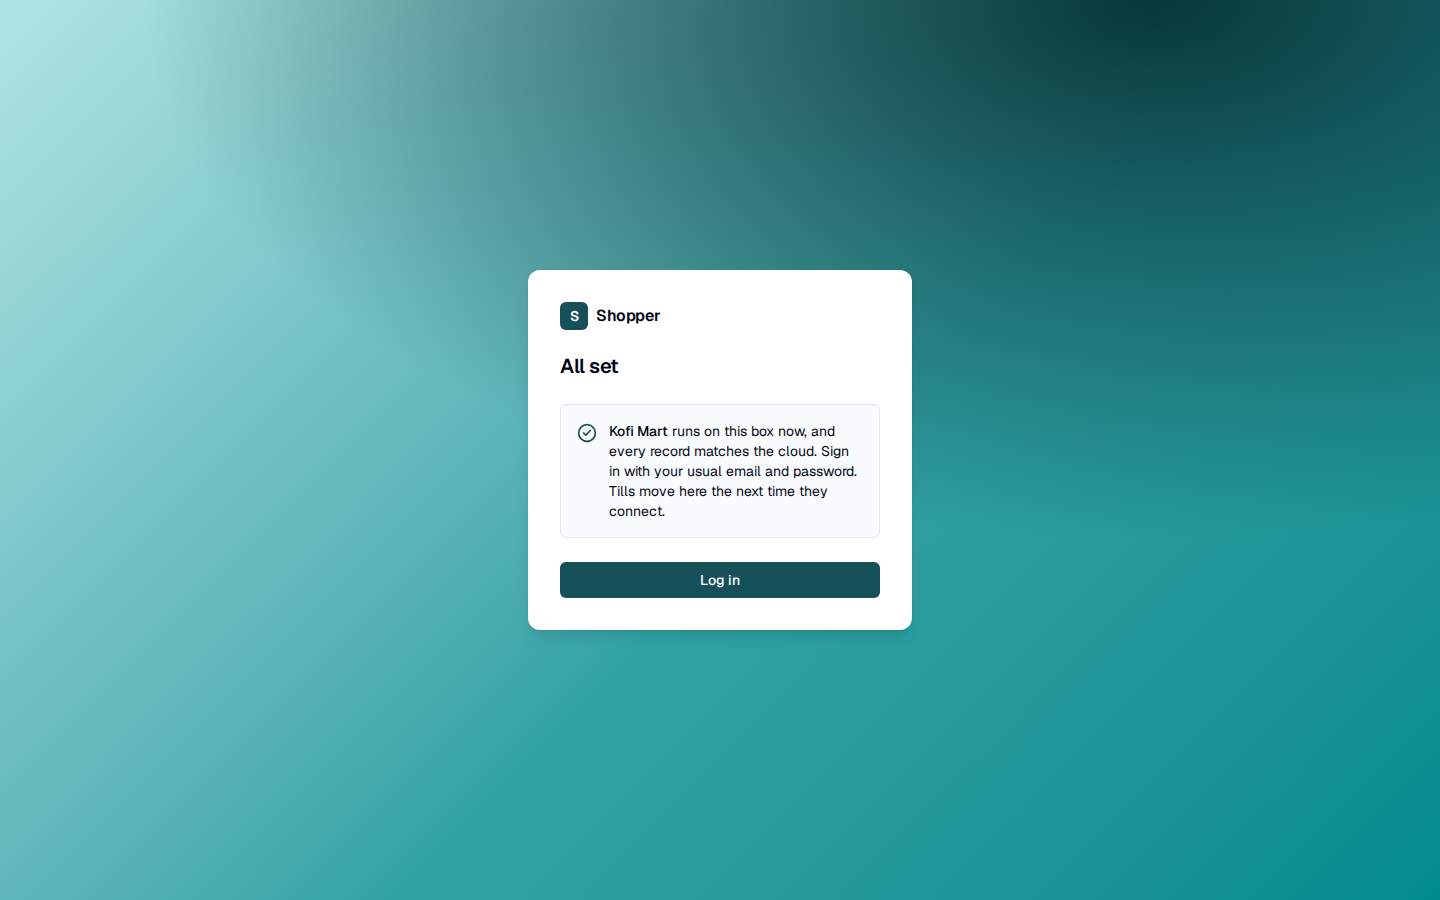 S Shopper
All set
Kofi Mart runs on this box now, and
every record matches the cloud. Sign
in with your usual email and password.
Tills move here the next time they
connect.
Log in